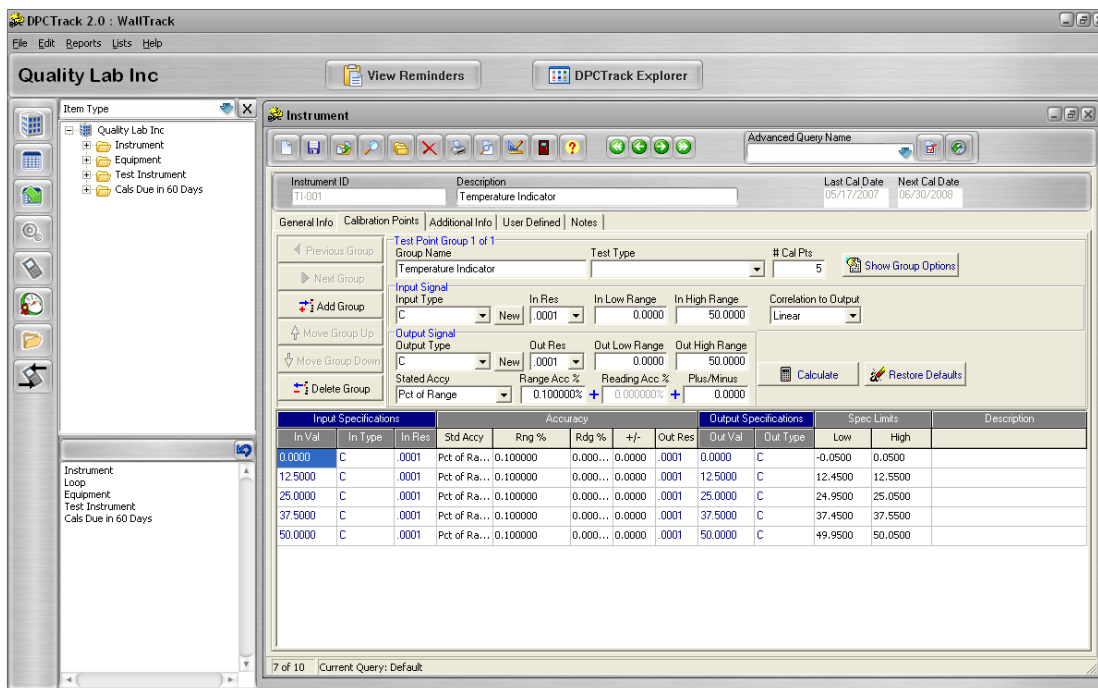 DPCTrack 2.0 : WallTrack
File Edit Reports Lists Help
Quality Lab Inc
View Reminders
DPCTrack Explorer
Item Type
Quality Lab Inc
Instrument
Equipment
Test Instrument
Cals Due in 60 Days
Instrument
Loop
Equipment
Test Instrument
Cals Due in 60 Days
Instrument
Advanced Query Name
Instrument ID Description Last Cal Date Next Cal Date
TI-001 Temperature Indicator 05/17/2007 06/30/2008
General Info Calibration Points Additional Info User Defined Notes
Previous Group
Next Group
Add Group
Move Group Up
Move Group Down
Delete Group
Test Point Group 1 of 1
Group Name Test Type # Cal Pts
Temperature Indicator 5 Show Group Options
Input Signal
Input Type In Res In Low Range In High Range Correlation to Output
C New .0001 0.0000 50.0000 Linear
Output Signal
Output Type Out Res Out Low Range Out High Range
C New .0001 0.0000 50.0000
Stated Accy Range Acc % Reading Acc % Plus/Minus
Pct of Range 0.100000% + 0.000000% + 0.0000
Calculate Restore Defaults
Input Specifications Accuracy Output Specifications Spec Limits Description
In Val In Type In Res Std Accy Rng % Rdg % +/- Out Res Out Val Out Type Low High
0.0000 C .0001 Pct of Ra... 0.100000 0.000... 0.0000 .0001 0.0000 C -0.0500 0.0500
12.5000 C .0001 Pct of Ra... 0.100000 0.000... 0.0000 .0001 12.5000 C 12.4500 12.5500
25.0000 C .0001 Pct of Ra... 0.100000 0.000... 0.0000 .0001 25.0000 C 24.9500 25.0500
37.5000 C .0001 Pct of Ra... 0.100000 0.000... 0.0000 .0001 37.5000 C 37.4500 37.5500
50.0000 C .0001 Pct of Ra... 0.100000 0.000... 0.0000 .0001 50.0000 C 49.9500 50.0500
7 of 10 Current Query: Default